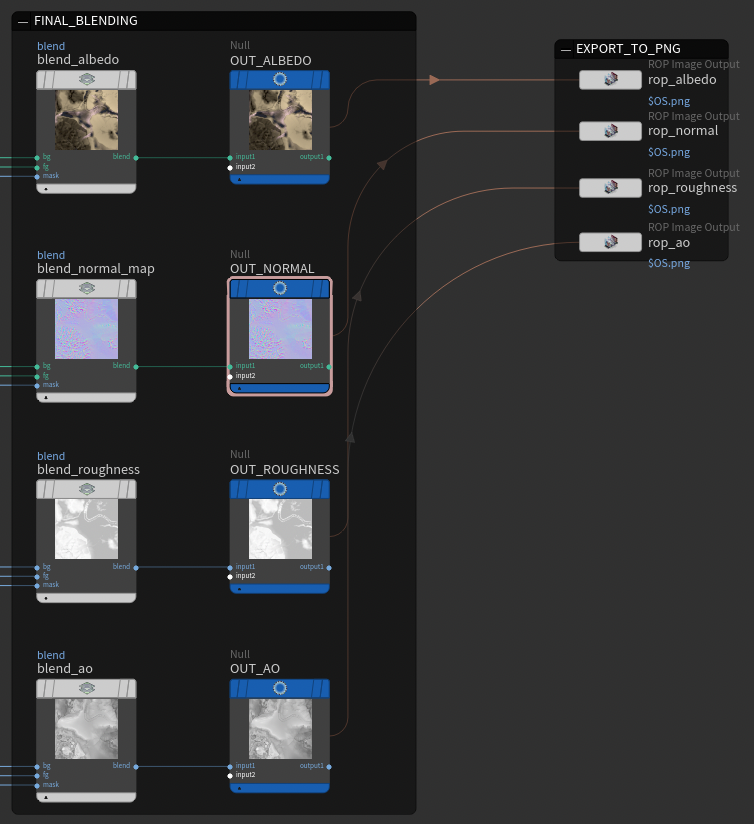 FINAL_BLENDING
blend
blend_albedo
bg
fg
mask
blend
Null
OUT_ALBEDO
input1
input2
output1
blend
blend_normal_map
bg
fg
mask
blend
Null
OUT_NORMAL
input1
input2
output1
blend
blend_roughness
bg
fg
mask
blend
Null
OUT_ROUGHNESS
input1
input2
output1
blend
blend_ao
bg
fg
mask
blend
Null
OUT_AO
input1
input2
output1
EXPORT_TO_PNG
ROP Image Output
rop_albedo
$OS.png
ROP Image Output
rop_normal
$OS.png
ROP Image Output
rop_roughness
$OS.png
ROP Image Output
rop_ao
$OS.png